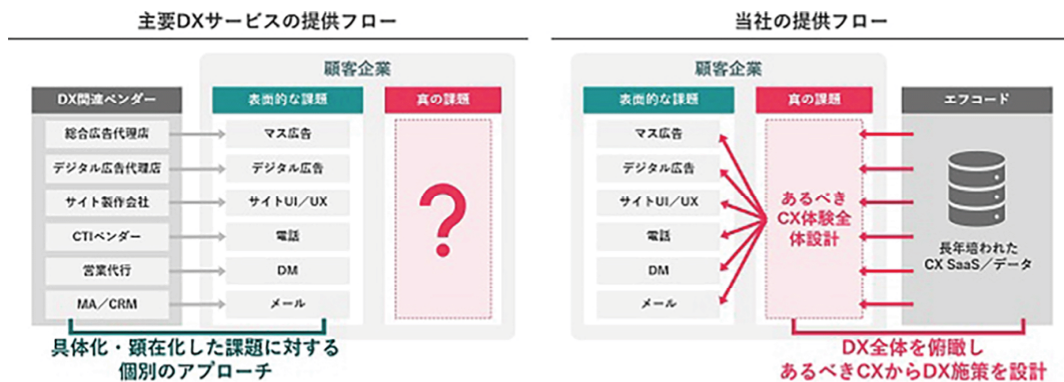 主要DXサービスの提供フロー
顧客企業
DX関連ベンダー
表面的な課題
真の課題
総合広告代理店
マス広告
デジタル広告代理店
デジタル広告
サイト製作会社
サイトUI/UX
CTIベンダー
電話
営業代行
DM
MA/CRM
メール
?
具体化・顕在化した課題に対する
個別のアプローチ
当社の提供フロー
顧客企業
表面的な課題
真の課題
エフコード
マス広告
デジタル広告
サイトUI/UX
電話
DM
メール
あるべき
CX体験全
体設計
長年培われた
CX SaaS/データ
DX全体を俯瞰し
あるべきCXからDX施策を設計